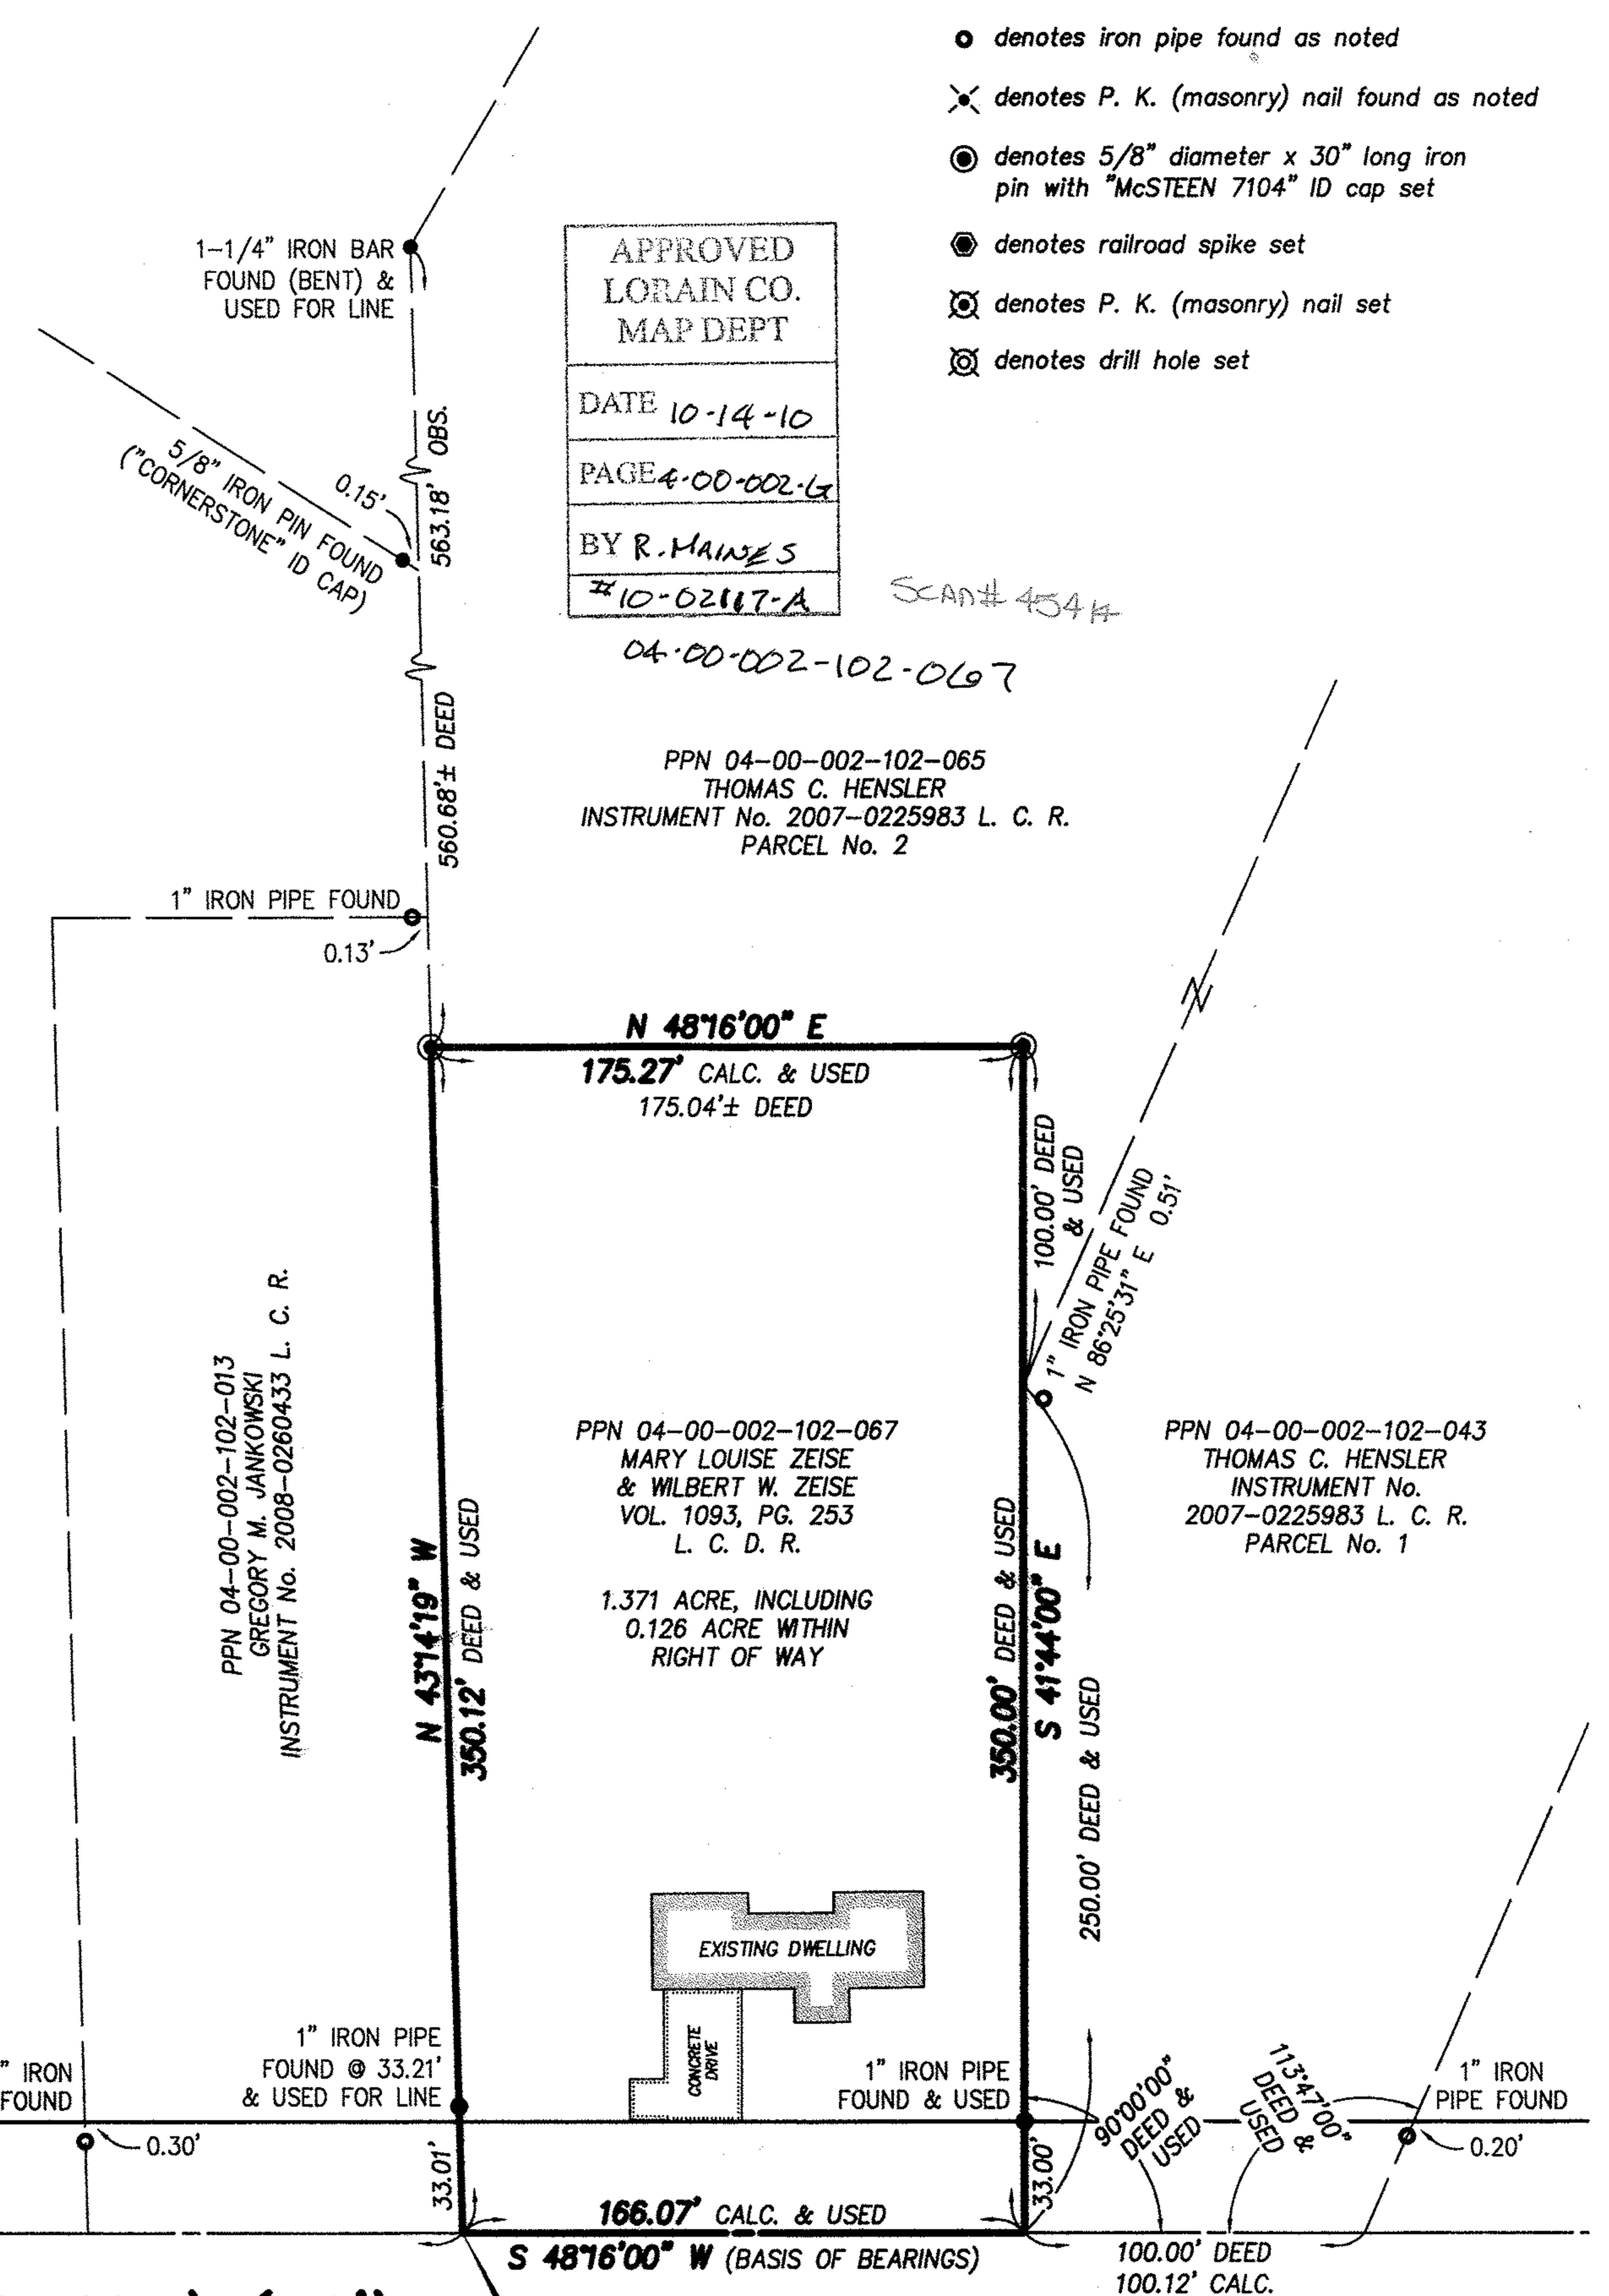 denotes iron pipe found as noted
denotes P. K. (masonry) nail found as noted
denotes 5/8" diameter x 30" long iron
pin with "McSTEEN 7104" ID cap set
denotes railroad spike set
denotes P. K. (masonry) nail set
denotes drill hole set
1-1/4" IRON BAR
FOUND (BENT) &
USED FOR LINE
APPROVED
LORAIN CO.
MAP DEPT
DATE 10-14-10
PAGE 4-00-002-G
BY R. MAINES
#10-02117-A
SCAN# 454
04-00-002-102-067
563.18' OBS.
0.15'
5/8" IRON PIN FOUND
("CORNERSTONE" ID CAP)
560.68'± DEED
PPN 04-00-002-102-065
THOMAS C. HENSLER
INSTRUMENT No. 2007-0225983 L. C. R.
PARCEL No. 2
1" IRON PIPE FOUND
0.13'
N 48°16'00" E
175.27' CALC. & USED
175.04'± DEED
100.00' DEED
& USED
1" IRON PIPE FOUND
N 86°25'31" E 0.51'
PPN 04-00-002-102-013
GREGORY M. JANKOWSKI
INSTRUMENT No. 2008-0260433 L. C. R.
N 43°14'19" W
350.12' DEED & USED
PPN 04-00-002-102-067
MARY LOUISE ZEISE
& WILBERT W. ZEISE
VOL. 1093, PG. 253
L. C. D. R.
1.371 ACRE, INCLUDING
0.126 ACRE WITHIN
RIGHT OF WAY
350.00' DEED & USED
S 41°44'00" E
250.00' DEED & USED
PPN 04-00-002-102-043
THOMAS C. HENSLER
INSTRUMENT No.
2007-0225983 L. C. R.
PARCEL No. 1
EXISTING DWELLING
CONCRETE
DRIVE
" IRON
FOUND
0.30'
1" IRON PIPE
FOUND @ 33.21'
& USED FOR LINE
33.01'
1" IRON PIPE
FOUND & USED
33.00'
90°00'00"
DEED &
USED
113°47'00"
DEED &
USED
1" IRON
PIPE FOUND
0.20'
166.07' CALC. & USED
S 48°16'00" W (BASIS OF BEARINGS)
100.00' DEED
100.12' CALC.